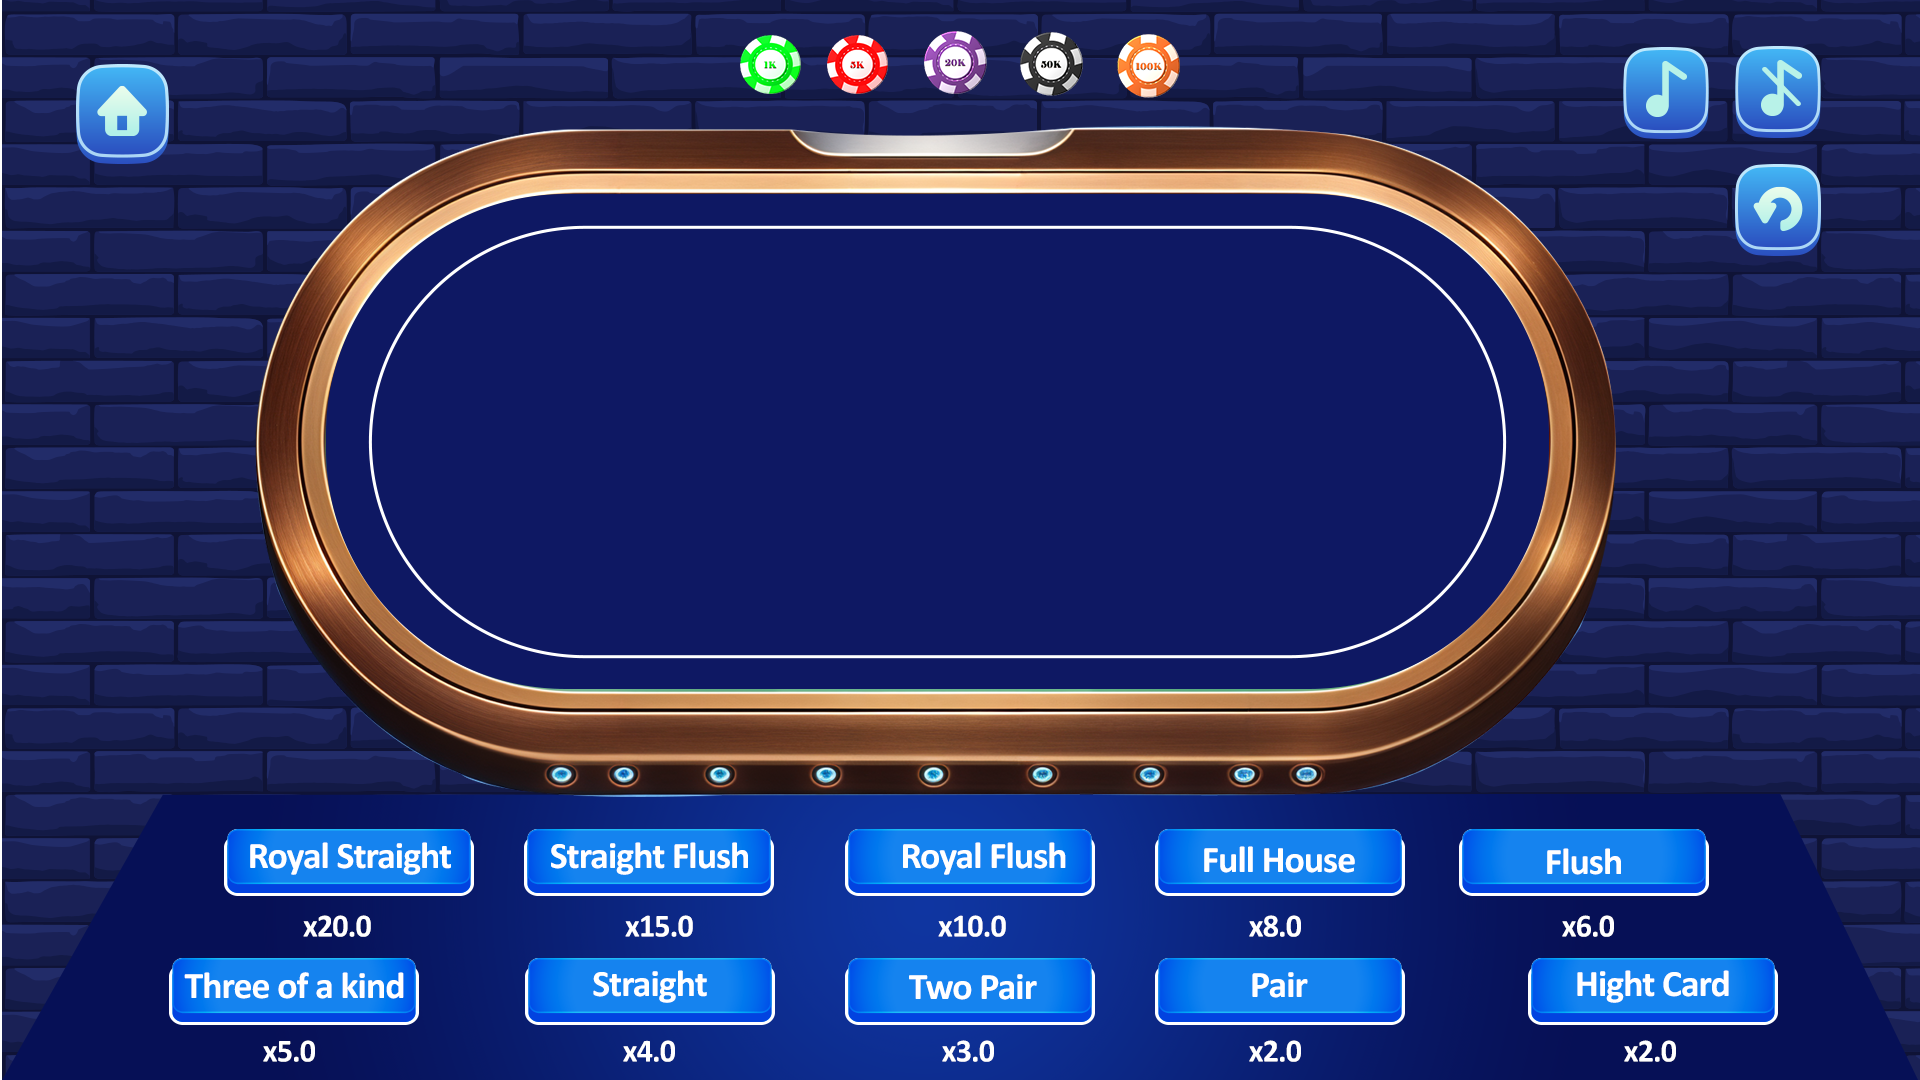 1K 5K 20K 50K 100K
Royal Straight Straight Flush Royal Flush Full House Flush
x20.0 x15.0 x10.0 x8.0 x6.0
Three of a kind Straight Two Pair Pair Hight Card
x5.0 x4.0 x3.0 x2.0 x2.0